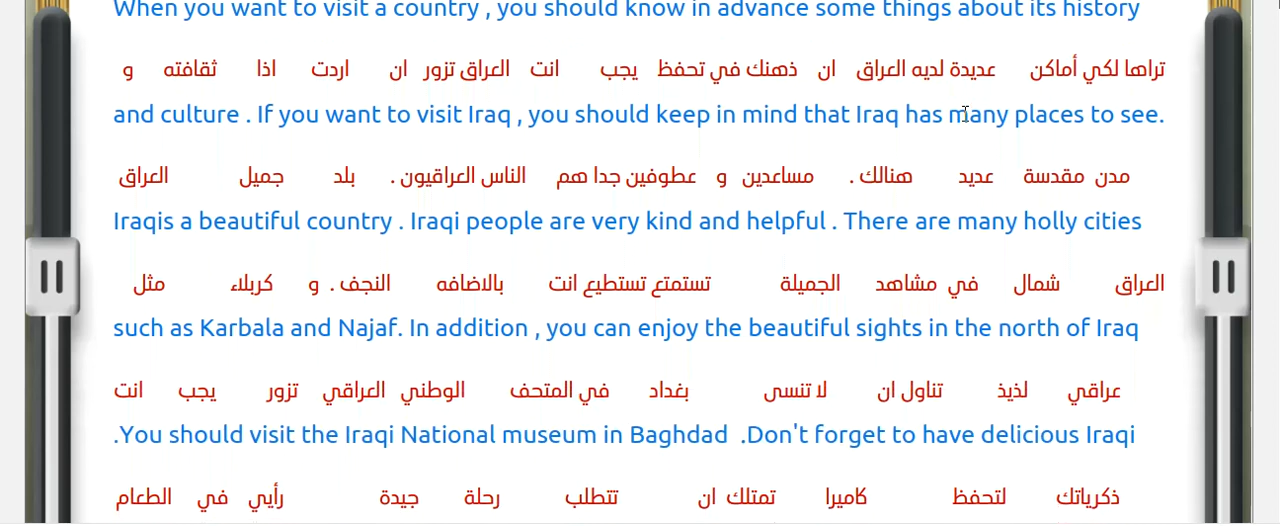 When you want to visit a country , you should know in advance some things about its history
تراها لكي أماكن عديدة لديه العراق ان ذهنك في تحفظ يجب انت العراق تزور ان اردت اذا ثقافته و
and culture . If you want to visit Iraq , you should keep in mind that Iraq has many places to see.
مدن مقدسة عديد هنالك . مساعدين و عطوفين جدا هم الناس العراقيون . بلد جميل العراق
Iraqis a beautiful country . Iraqi people are very kind and helpful . There are many holly cities
العراق شمال في مشاهد الجميلة تستمتع تستطيع انت بالاضافه النجف . و كربلاء مثل
such as Karbala and Najaf. In addition , you can enjoy the beautiful sights in the north of Iraq
عراقي لذيذ تناول ان لا تنسى بغداد في المتحف الوطني العراقي تزور يجب انت
.You should visit the Iraqi National museum in Baghdad .Don't forget to have delicious Iraqi
ذكرياتك لتحفظ كاميرا تمتلك ان تتطلب رحلة جيدة رأيي في الطعام